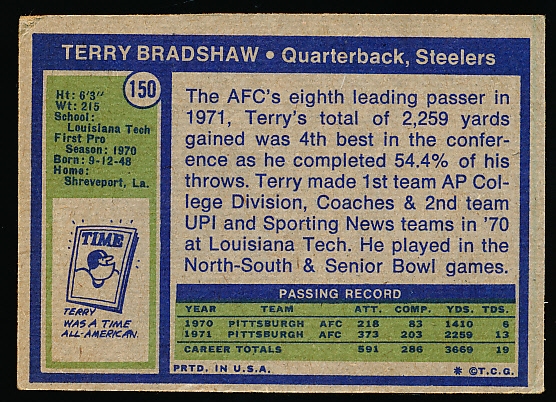 TERRY BRADSHAW • Quarterback, Steelers
150
Ht: 6'3"
Wt: 215
School:
Louisiana Tech
First Pro
Season: 1970
Born: 9-12-48
Home:
Shreveport, La.
TIME
TERRY
WAS A TIME
ALL-AMERICAN.
The AFC's eighth leading passer in
1971, Terry's total of 2,259 yards
gained was 4th best in the confer-
ence as he completed 54.4% of his
throws. Terry made 1st team AP Col-
lege Division, Coaches & 2nd team
UPI and Sporting News teams in '70
at Louisiana Tech. He played in the
North-South & Senior Bowl games.
PASSING RECORD
YEAR TEAM ATT. COMP. YDS. TDS.
1970 PITTSBURGH AFC 218 83 1410 6
1971 PITTSBURGH AFC 373 203 2259 13
CAREER TOTALS 591 286 3669 19
PRTD. IN U.S.A. * ©T.C.G.